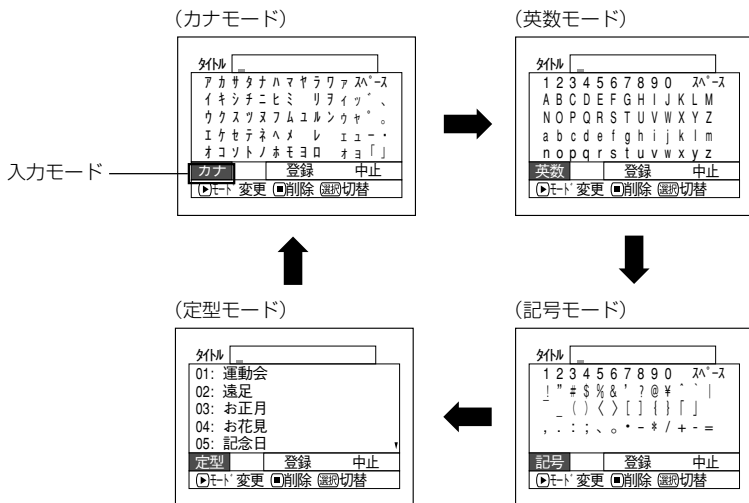 (カナモード)
タイトル _
アカサタナハマヤラワァスペース
イキシチニヒミ リヲィッ゛、
ウクスツヌフムユルンゥャ゜。
エケセテネヘメ レ ェュー・
オコソトノホモヨロ ォョ「」
カナ 登録 中止
モード変更 削除 選択切替
入力モード
(英数モード)
タイトル _
1234567890 スペース
ABCDEFGHIJKLM
NOPQRSTUVWXYZ
abcdefghijklm
nopqrstuvwxyz
英数 登録 中止
モード変更 削除 選択切替
(定型モード)
タイトル _
01: 運動会
02: 遠足
03: お正月
04: お花見
05: 記念日
定型 登録 中止
モード変更 削除 選択切替
(記号モード)
タイトル _
1234567890 スペース
!"#$%&'?@¥^`|
¯_()〈〉[]{}「」
,.:;、。・-*/+-=
記号 登録 中止
モード変更 削除 選択切替